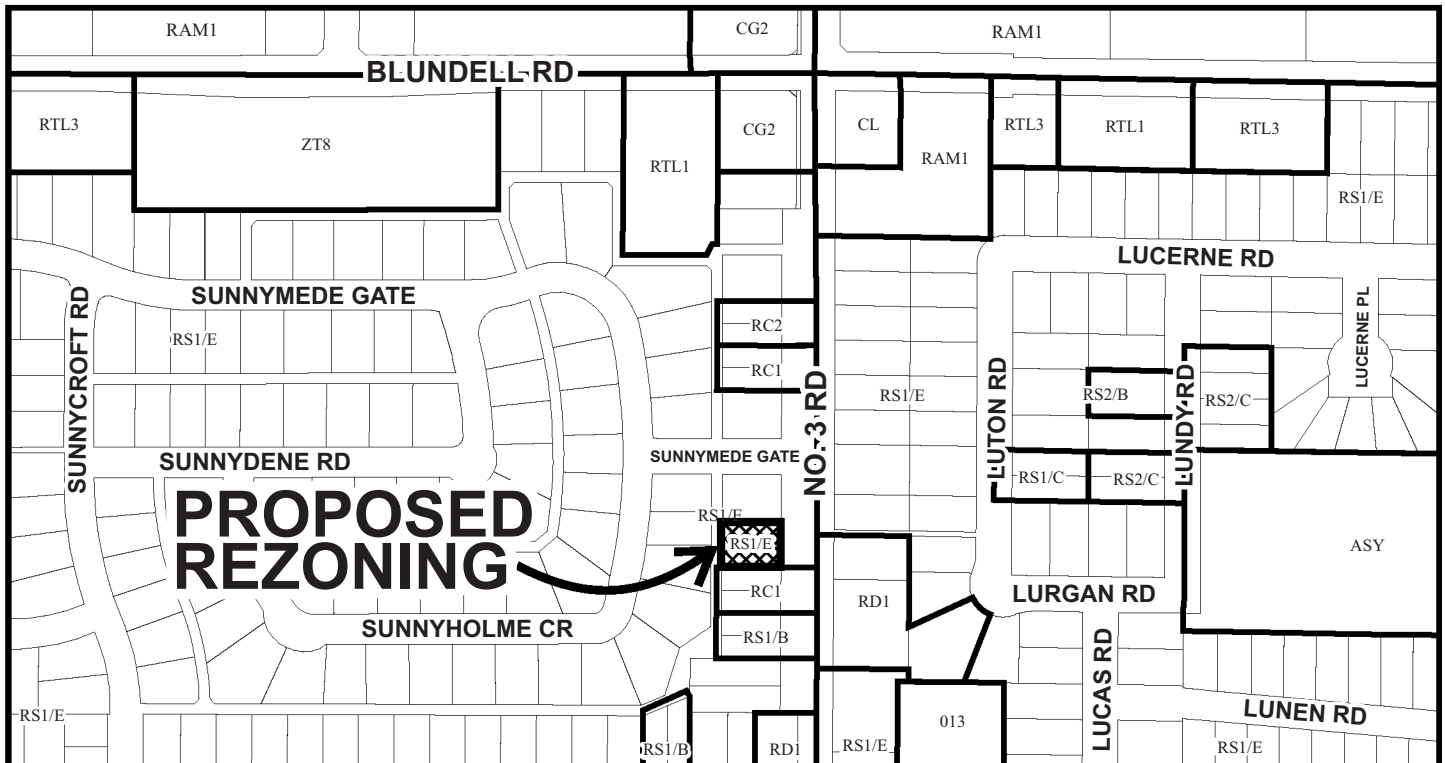 RAM1
CG2
RAM1
BLUNDELL RD
RTL3
ZT8
RTL1
CG2
CL
RAM1
RTL3
RTL1
RTL3
RS1/E
LUCERNE RD
SUNNYMEDE GATE
SUNNYCROFT RD
RS1/E
RC2
RC1
NO. 3 RD
RS1/E
LUTON RD
RS2/B
LUNDY RD
RS2/C
LUCERNE PL
SUNNYDENE RD
SUNNYMEDE GATE
RS1/C
RS2/C
PROPOSED
REZONING
RS1/E
RS1/E
ASY
RC1
RD1
LURGAN RD
SUNNYHOLME CR
RS1/B
LUCAS RD
RS1/E
RS1/B
RD1
RS1/E
013
LUNEN RD
RS1/E